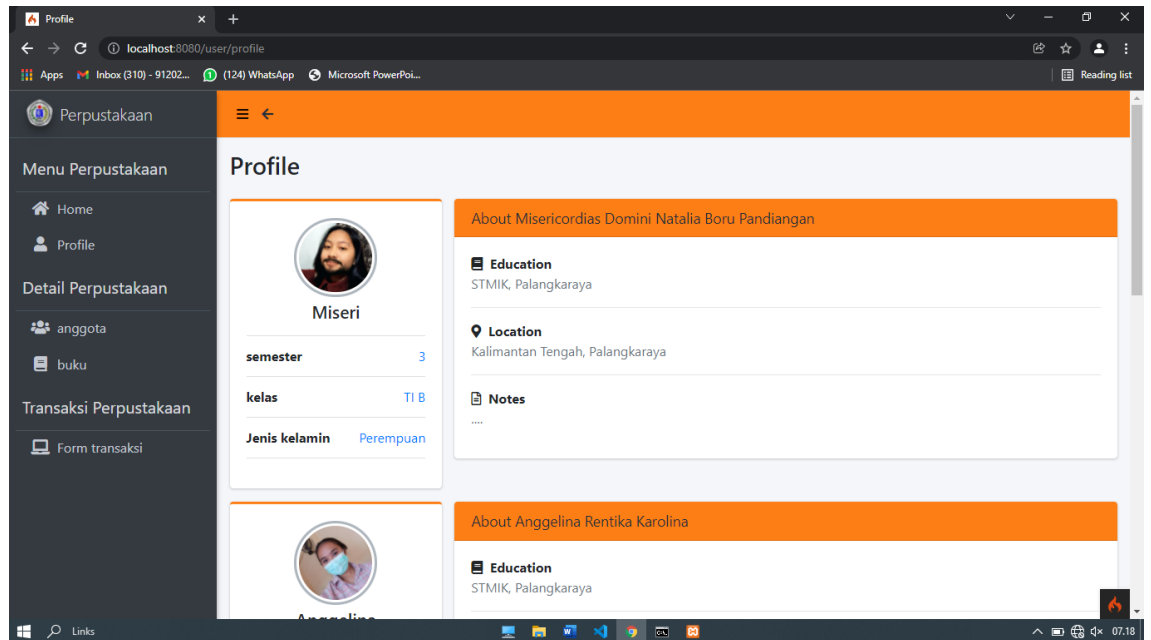 Profile
localhost:8080/user/profile
Apps
Inbox (310) - 91202...
(124) WhatsApp
Microsoft PowerPoi...
Reading list
Perpustakaan
Menu Perpustakaan
Home
Profile
Detail Perpustakaan
anggota
buku
Transaksi Perpustakaan
Form transaksi
Profile
Miseri
semester 3
kelas TI B
Jenis kelamin Perempuan
About Misericordias Domini Natalia Boru Pandiangan
Education
STMIK, Palangkaraya
Location
Kalimantan Tengah, Palangkaraya
Notes
....
About Anggelina Rentika Karolina
Education
STMIK, Palangkaraya
Links
07.18